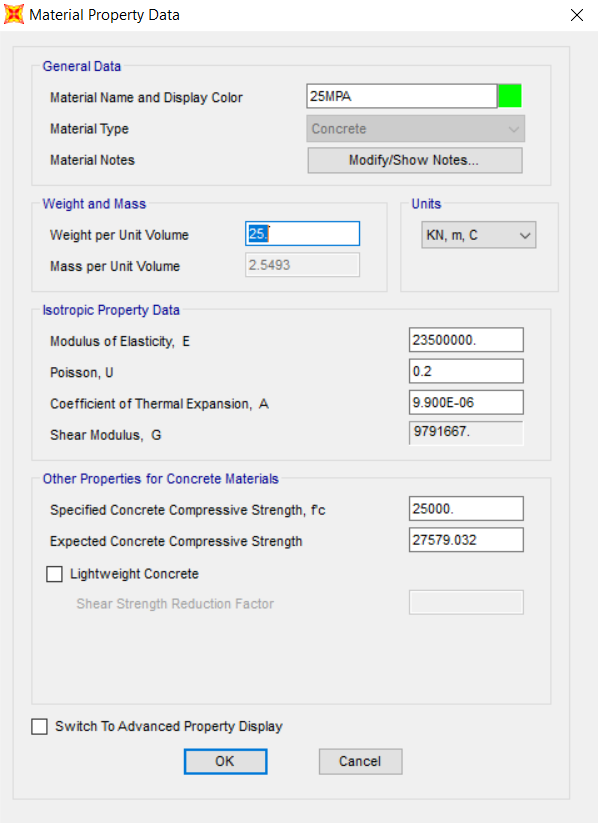 Material Property Data
General Data
Material Name and Display Color 25MPA
Material Type Concrete
Material Notes Modify/Show Notes...
Weight and Mass
Weight per Unit Volume 25.
Mass per Unit Volume 2.5493
Units
KN, m, C
Isotropic Property Data
Modulus of Elasticity, E 23500000.
Poisson, U 0.2
Coefficient of Thermal Expansion, A 9.900E-06
Shear Modulus, G 9791667.
Other Properties for Concrete Materials
Specified Concrete Compressive Strength, f'c 25000.
Expected Concrete Compressive Strength 27579.032
Lightweight Concrete
Shear Strength Reduction Factor
Switch To Advanced Property Display
OK Cancel